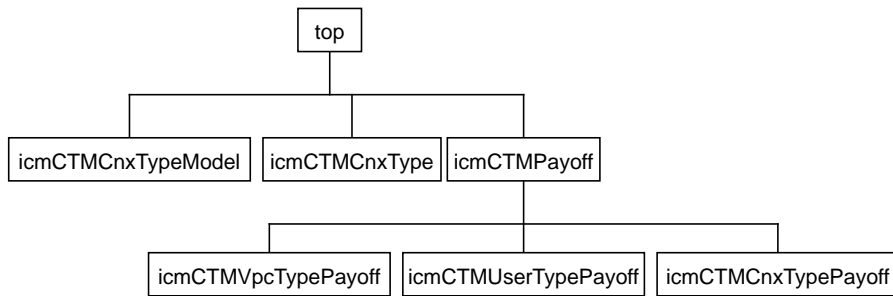 top
icmCTMCnxTypeModel
icmCTMCnxType
icmCTMPayoff
icmCTMVpcTypePayoff
icmCTMUserTypePayoff
icmCTMCnxTypePayoff